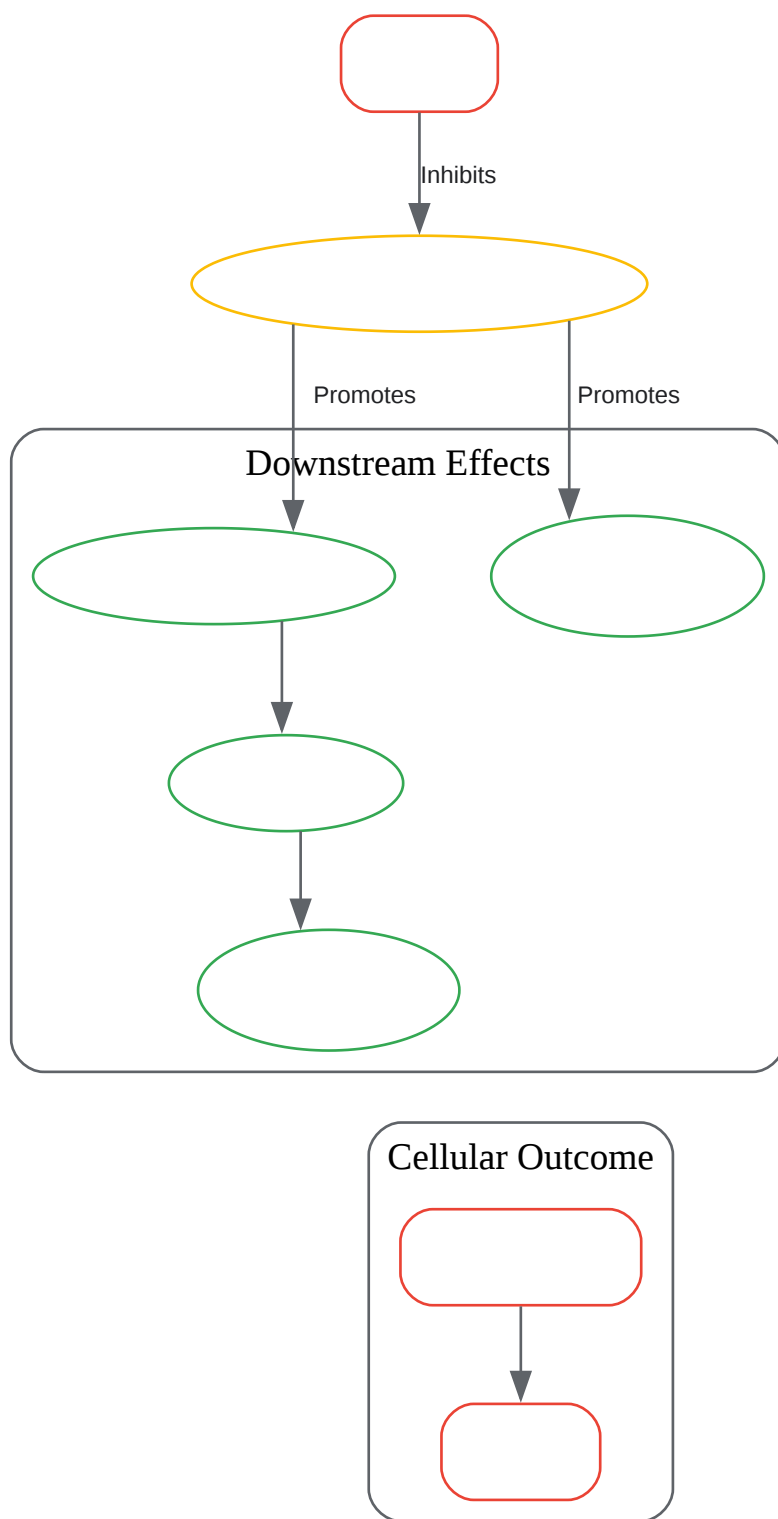 Inhibits
Promotes
Promotes
Downstream Effects
Cellular Outcome